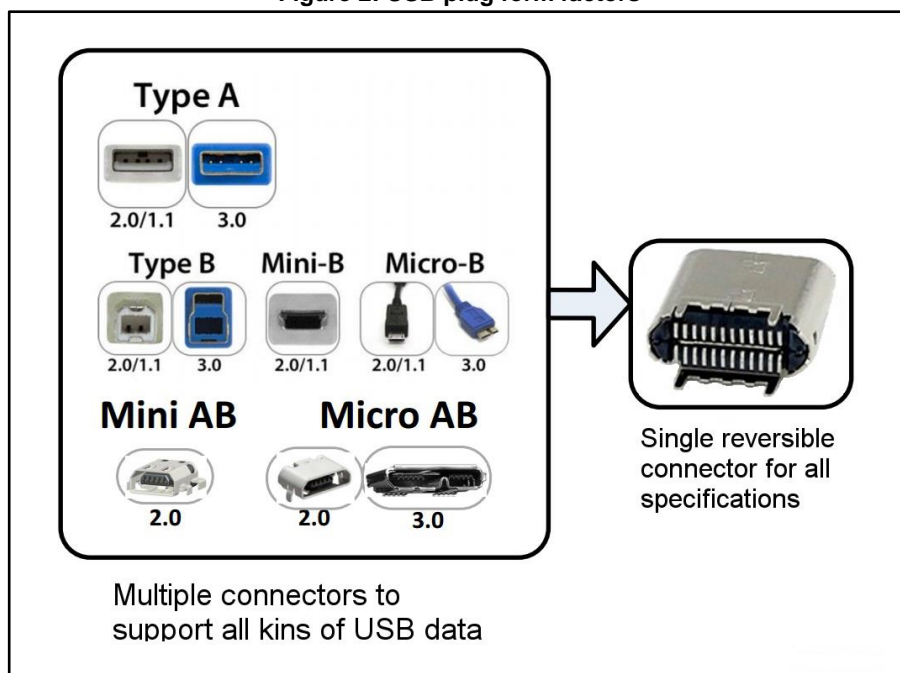 Type A
2.0/1.1 3.0
Type B Mini-B Micro-B
2.0/1.1 3.0 2.0/1.1 2.0/1.1 3.0
Mini AB Micro AB
2.0 2.0 3.0
Single reversible
connector for all
specifications
Multiple connectors to
support all kins of USB data